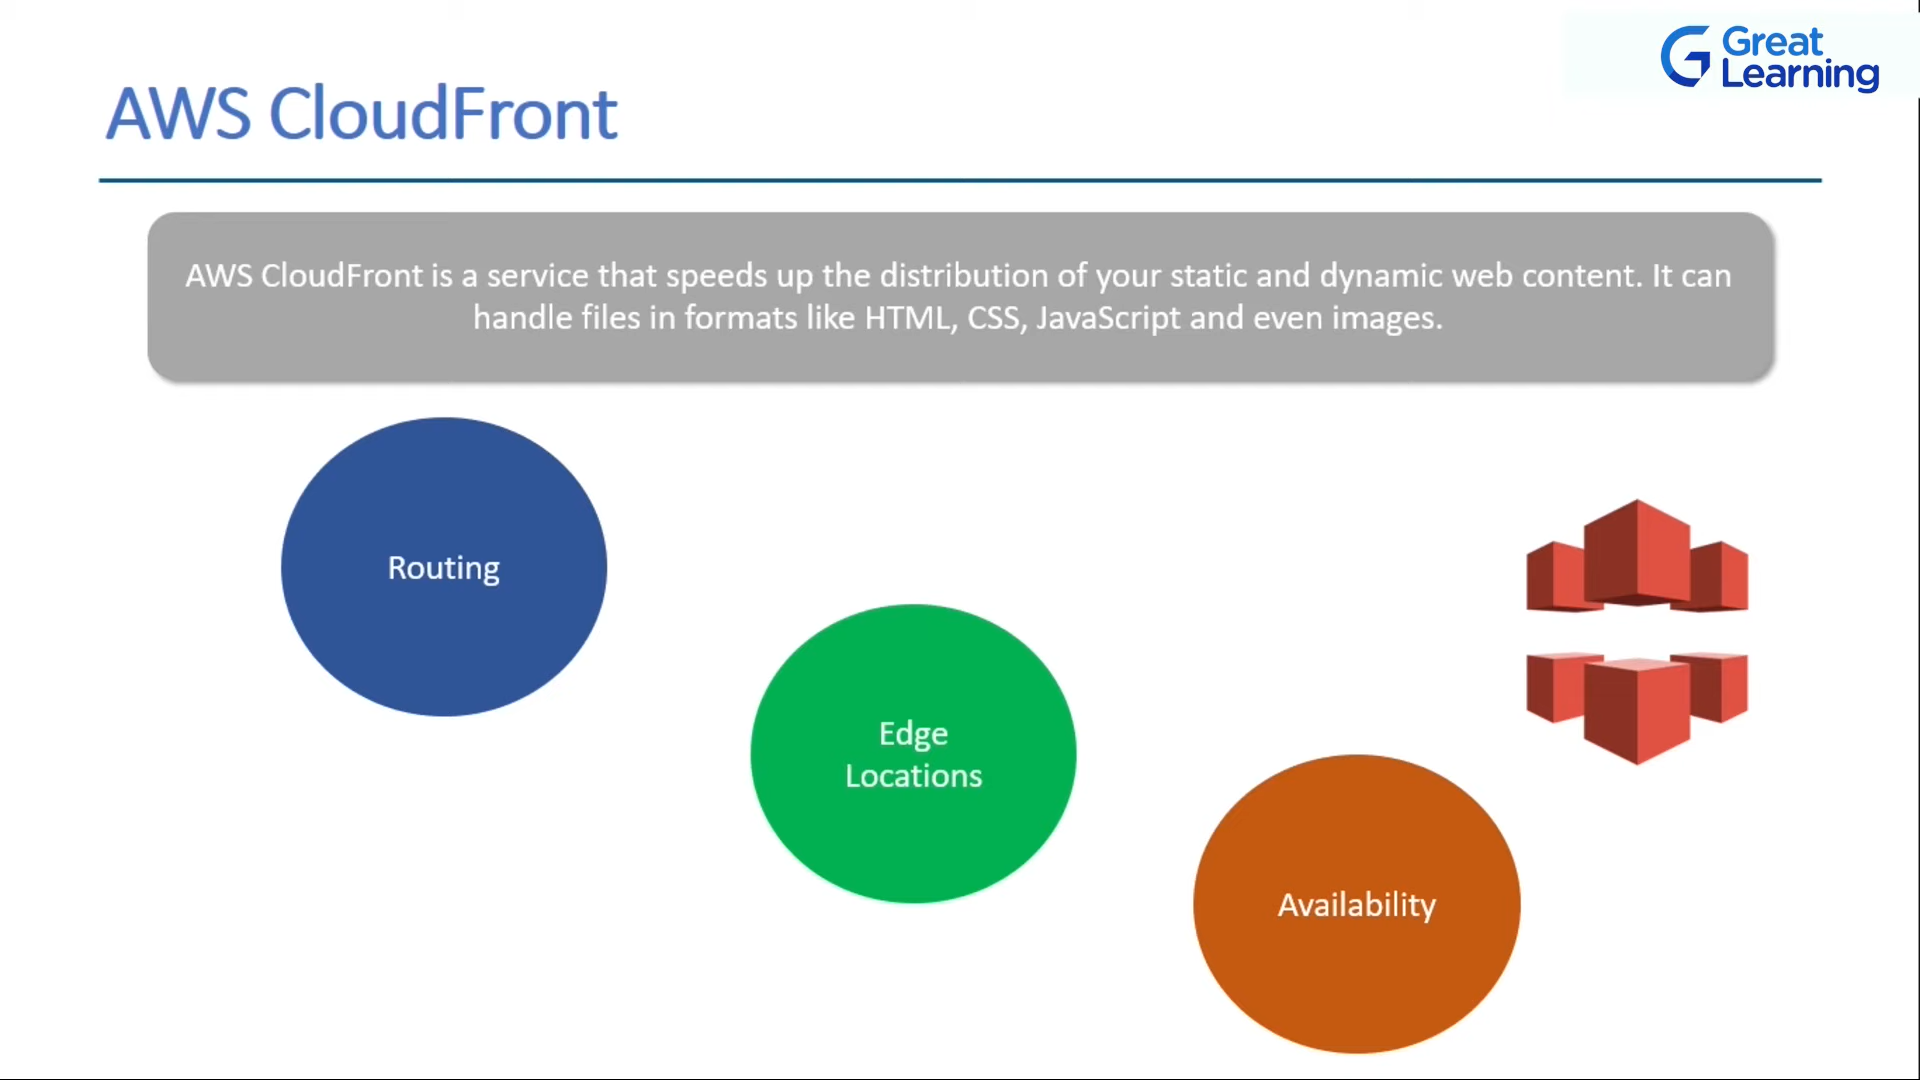 Great
Learning
AWS CloudFront
AWS CloudFront is a service that speeds up the distribution of your static and dynamic web content. It can
handle files in formats like HTML, CSS, JavaScript and even images.
Routing
Edge
Locations
Availability